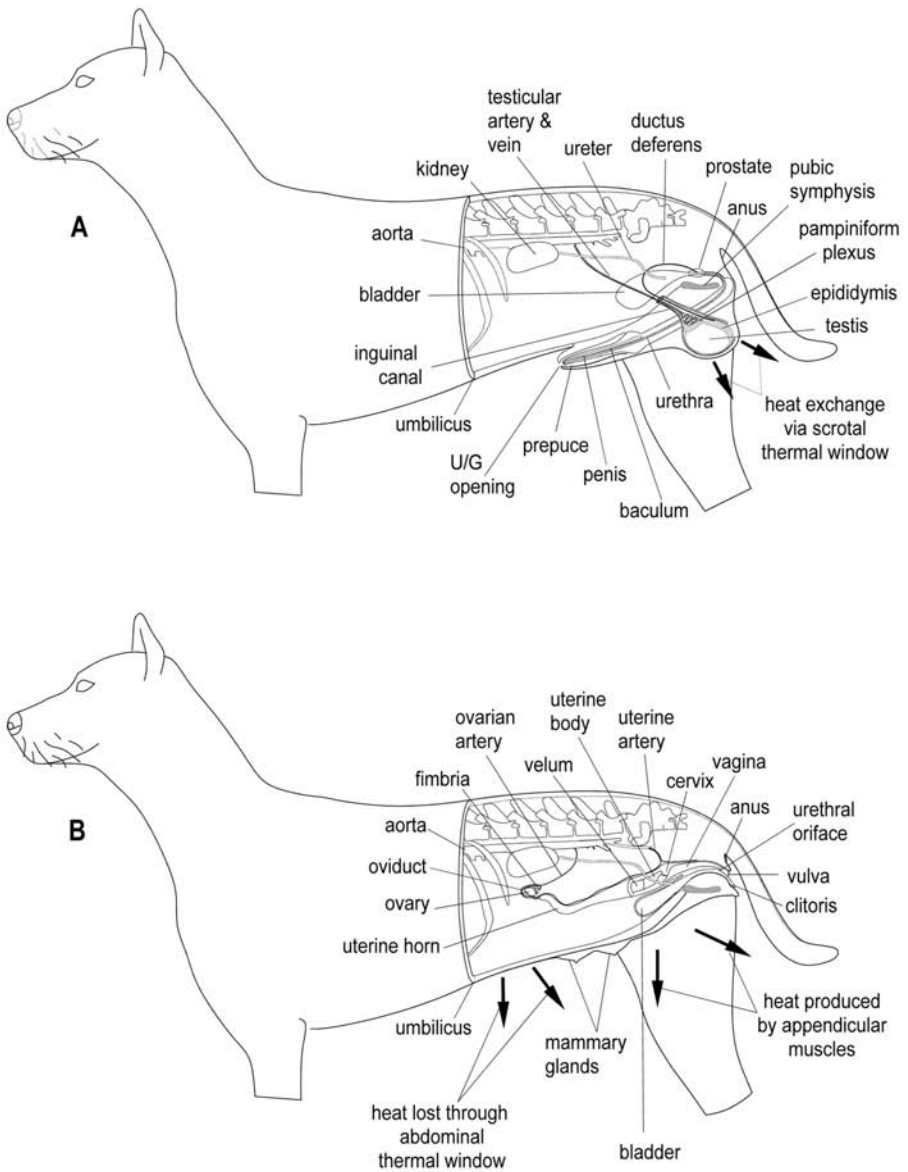 testicular
artery &
vein
ureter
ductus
deferens
kidney
prostate
pubic
symphysis
anus
A
aorta
pampiniform
plexus
bladder
epididymis
testis
inguinal
canal
umbilicus
urethra
heat exchange
via scrotal
thermal window
prepuce
U/G
opening
penis
baculum
ovarian
artery
uterine
body
uterine
artery
velum
vagina
fimbria
cervix
anus
urethral
oriface
B
aorta
oviduct
vulva
ovary
clitoris
uterine horn
umbilicus
mammary
glands
heat produced
by appendicular
muscles
heat lost through
abdominal
thermal window
bladder